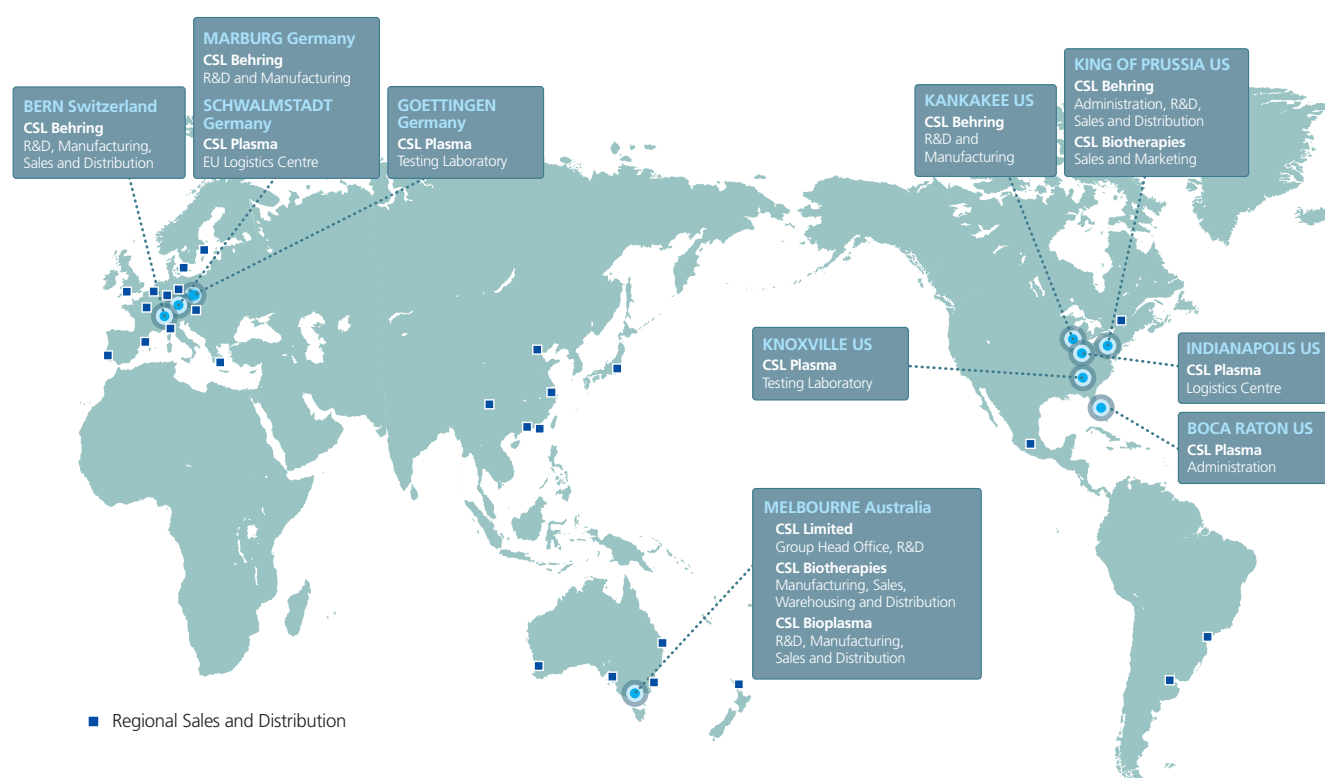 MARBURG Germany
CSL Behring
R&D and Manufacturing
SCHWALMSTADT
Germany
CSL Plasma
EU Logistics Centre
BERN Switzerland
CSL Behring
R&D, Manufacturing,
Sales and Distribution
GOETTINGEN
Germany
CSL Plasma
Testing Laboratory
KANKAKEE US
CSL Behring
R&D and
Manufacturing
KING OF PRUSSIA US
CSL Behring
Administration, R&D,
Sales and Distribution
CSL Biotherapies
Sales and Marketing
KNOXVILLE US
CSL Plasma
Testing Laboratory
INDIANAPOLIS US
CSL Plasma
Logistics Centre
BOCA RATON US
CSL Plasma
Administration
MELBOURNE Australia
CSL Limited
Group Head Office, R&D
CSL Biotherapies
Manufacturing, Sales,
Warehousing and Distribution
CSL Bioplasma
R&D, Manufacturing,
Sales and Distribution
Regional Sales and Distribution